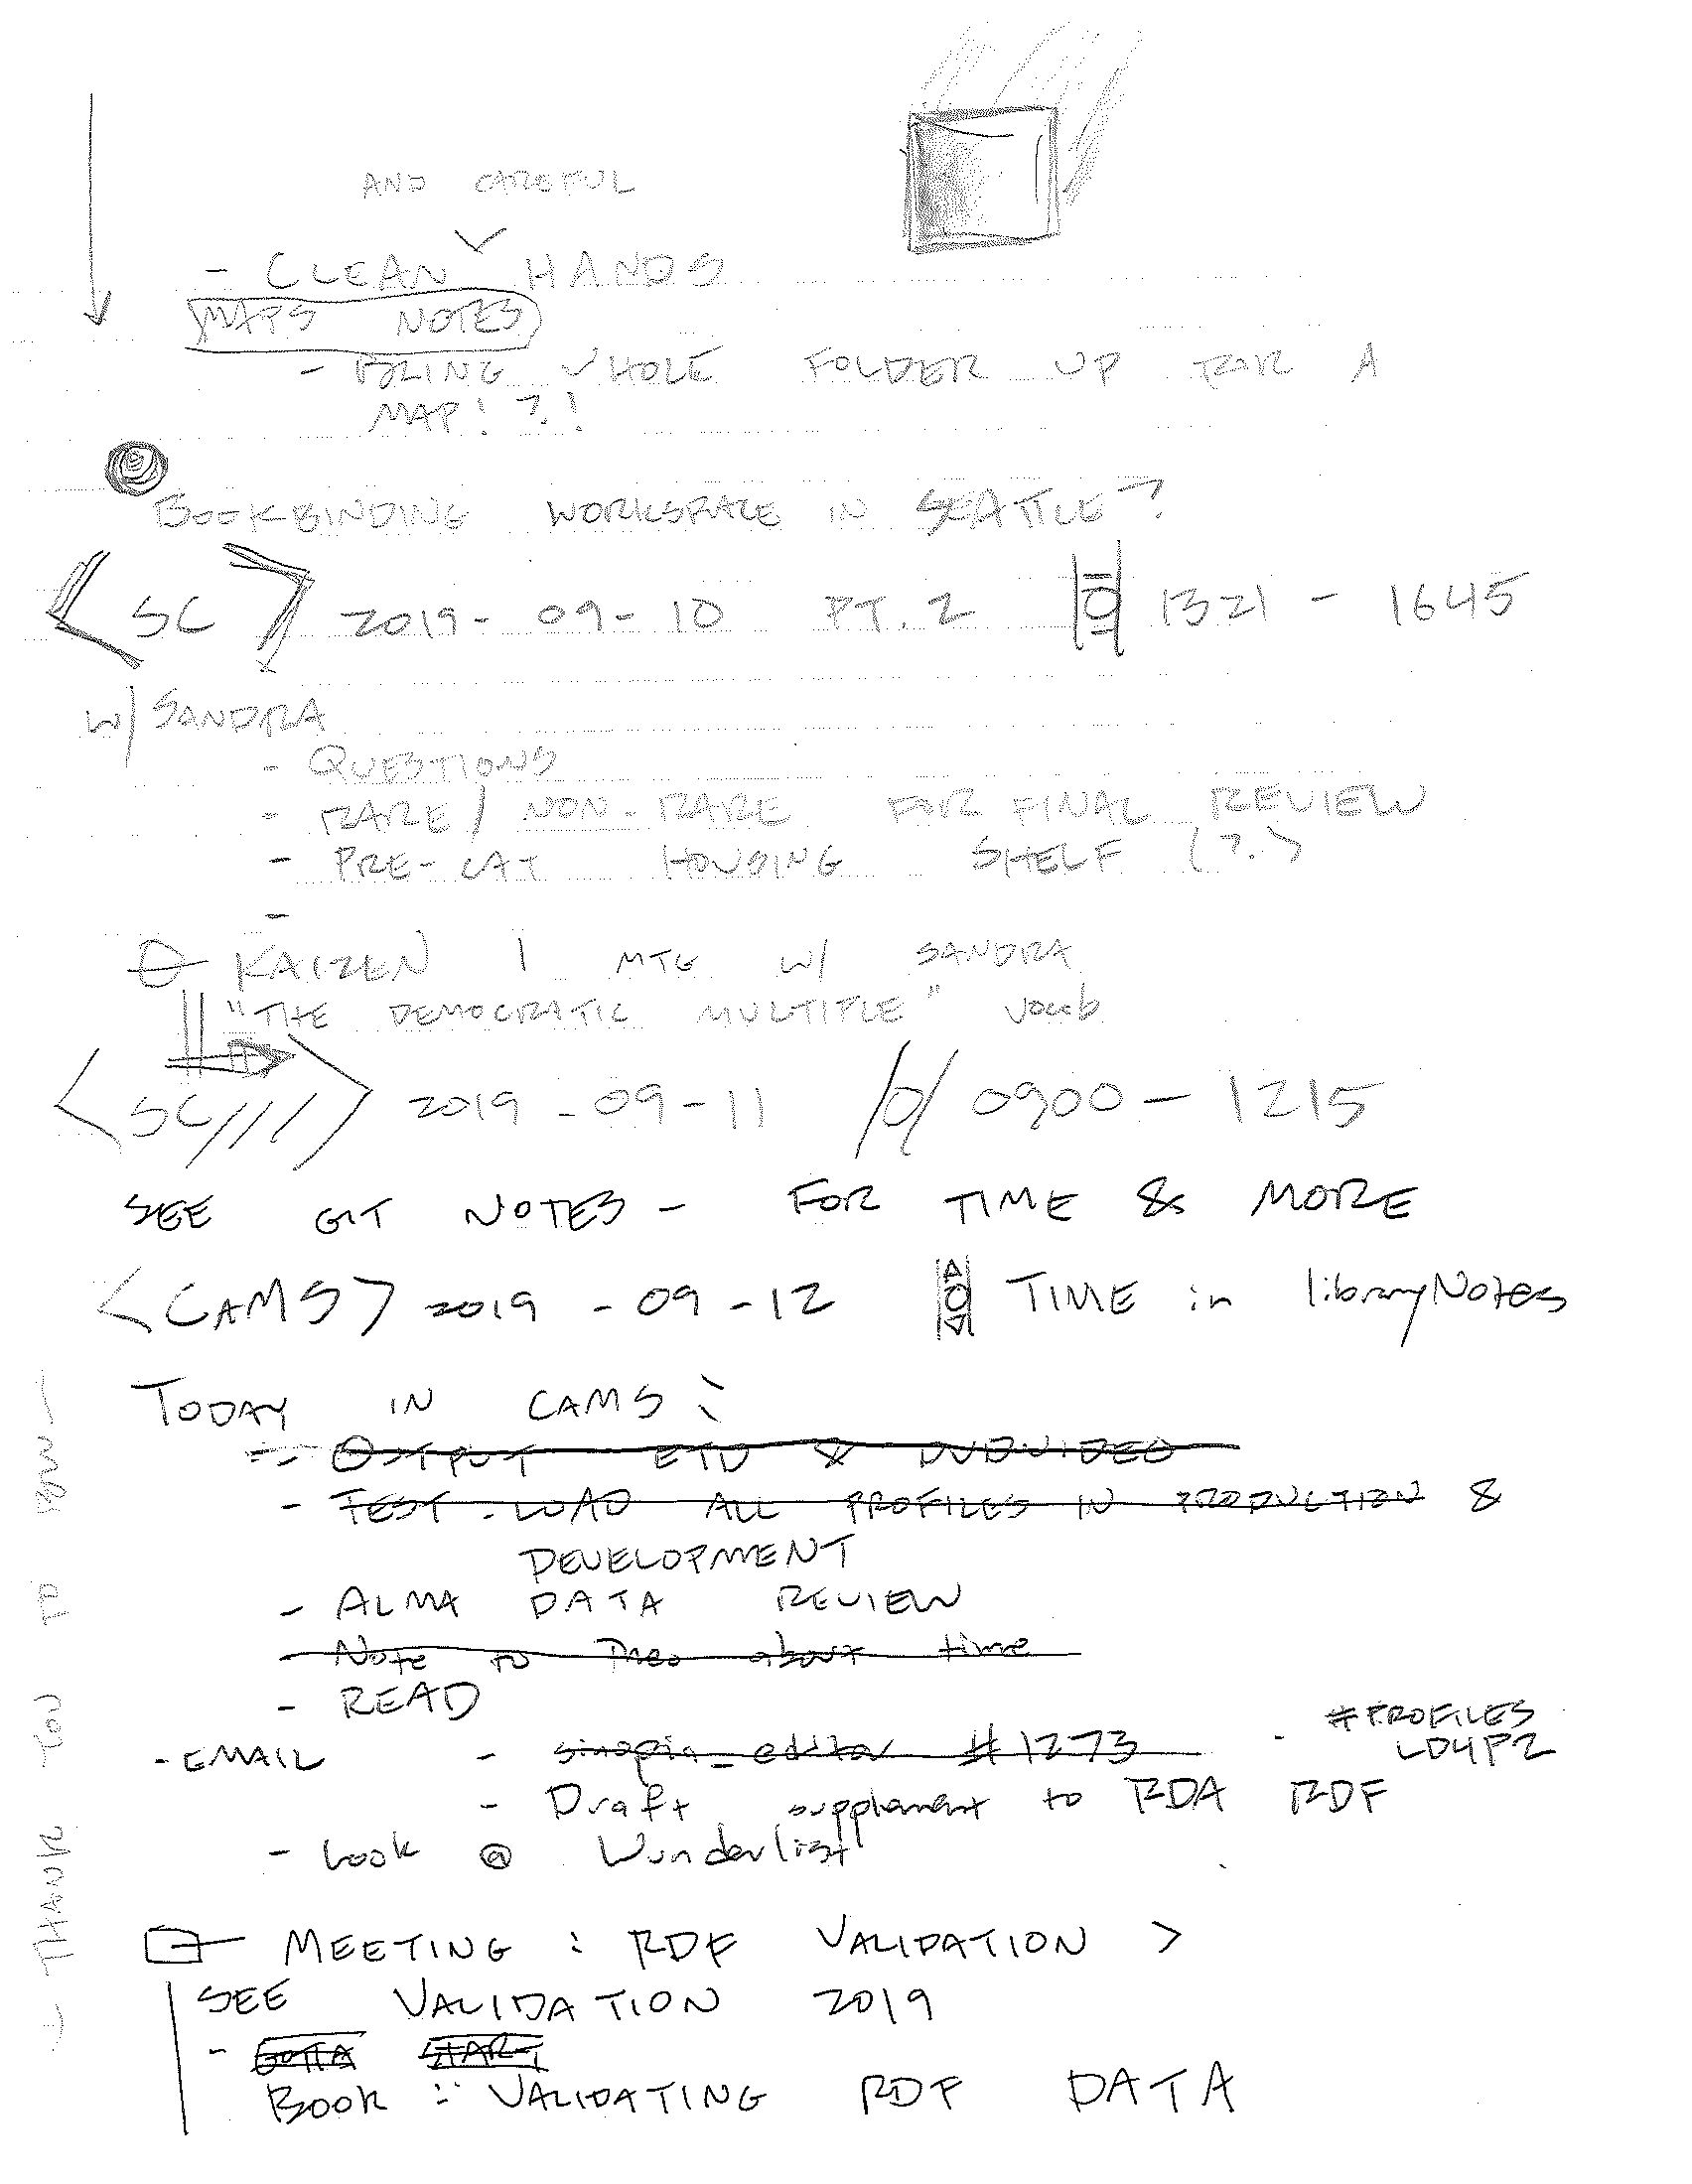 AND CAREFUL
- CLEAN HANDS
MAPS NOTES
- BRING WHOLE FOLDER UP FOR A
MAP! ?!
BOOKBINDING WORKSPACE IN SEATTLE?
<SC> 2019-09-10 PT. 2 |O| 1321 - 1645
W/ SANDRA
- QUESTIONS
- RARE/NON-RARE FOR FINAL REVIEW
- PRE-CAT HOUSING SHELF (?)
-
KAIZEN 1 MTG W/ SANDRA
"THE DEMOCRATIC MULTIPLE" vocab
<SC///> 2019-09-11 /O/ 0900 - 1215
SEE GIT NOTES - FOR TIME & MORE
<CAMS> 2019-09-12 TIME in libraryNotes
TODAY IN CAMS:
- OUTPUT ETD & DVDVIDEO
- TEST-LOAD ALL PROFILES IN PRODUCTION &
DEVELOPMENT
- ALMA DATA REVIEW
- Note to Theo about time
- READ
- EMAIL - sinopia_editor #1273 - #PROFILES
LD4P2
- Draft supplement to RDA RDF
- Look @ Wunderlist
MEETING: RDF VALIDATION >
SEE VALIDATION 2019
- GOTTA START
BOOK: VALIDATING RDF DATA
THANK YOU TO